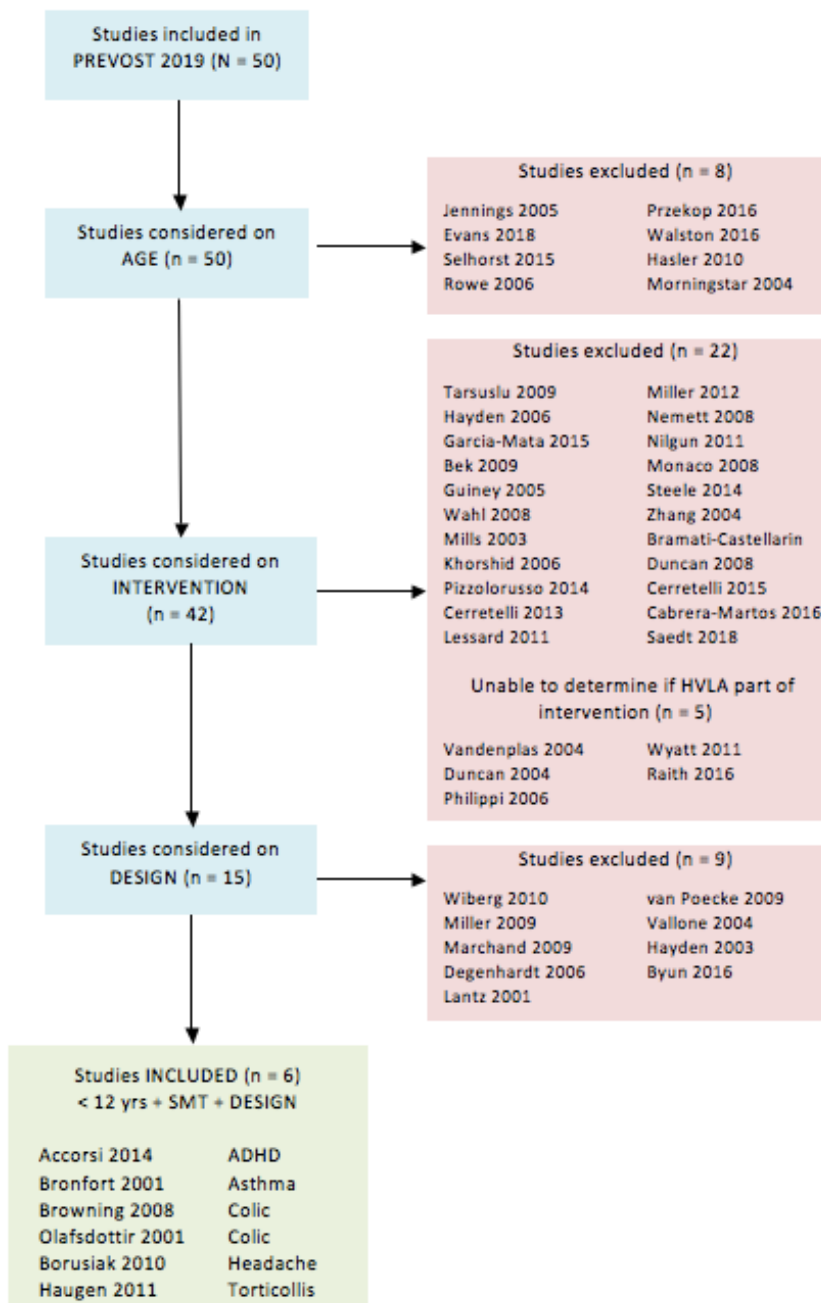 Studies included in
PREVOST 2019 (N = 50)
Studies considered on
AGE (n = 50)
Studies excluded (n = 8)
Jennings 2005 Przekop 2016
Evans 2018 Walston 2016
Selhorst 2015 Hasler 2010
Rowe 2006 Morningstar 2004
Studies considered on
INTERVENTION
(n = 42)
Studies excluded (n = 22)
Tarsuslu 2009 Miller 2012
Hayden 2006 Nemett 2008
Garcia-Mata 2015 Nilgun 2011
Bek 2009 Monaco 2008
Guiney 2005 Steele 2014
Wahl 2008 Zhang 2004
Mills 2003 Bramati-Castellarin
Khorshid 2006 Duncan 2008
Pizzolorusso 2014 Cerretelli 2015
Cerretelli 2013 Cabrera-Martos 2016
Lessard 2011 Saedt 2018
Unable to determine if HVLA part of
intervention (n = 5)
Vandenplas 2004 Wyatt 2011
Duncan 2004 Raith 2016
Philippi 2006
Studies considered on
DESIGN (n = 15)
Studies excluded (n = 9)
Wiberg 2010 van Poecke 2009
Miller 2009 Vallone 2004
Marchand 2009 Hayden 2003
Degenhardt 2006 Byun 2016
Lantz 2001
Studies INCLUDED (n = 6)
< 12 yrs + SMT + DESIGN
Accorsi 2014 ADHD
Bronfort 2001 Asthma
Browning 2008 Colic
Olafsdottir 2001 Colic
Borusiak 2010 Headache
Haugen 2011 Torticollis